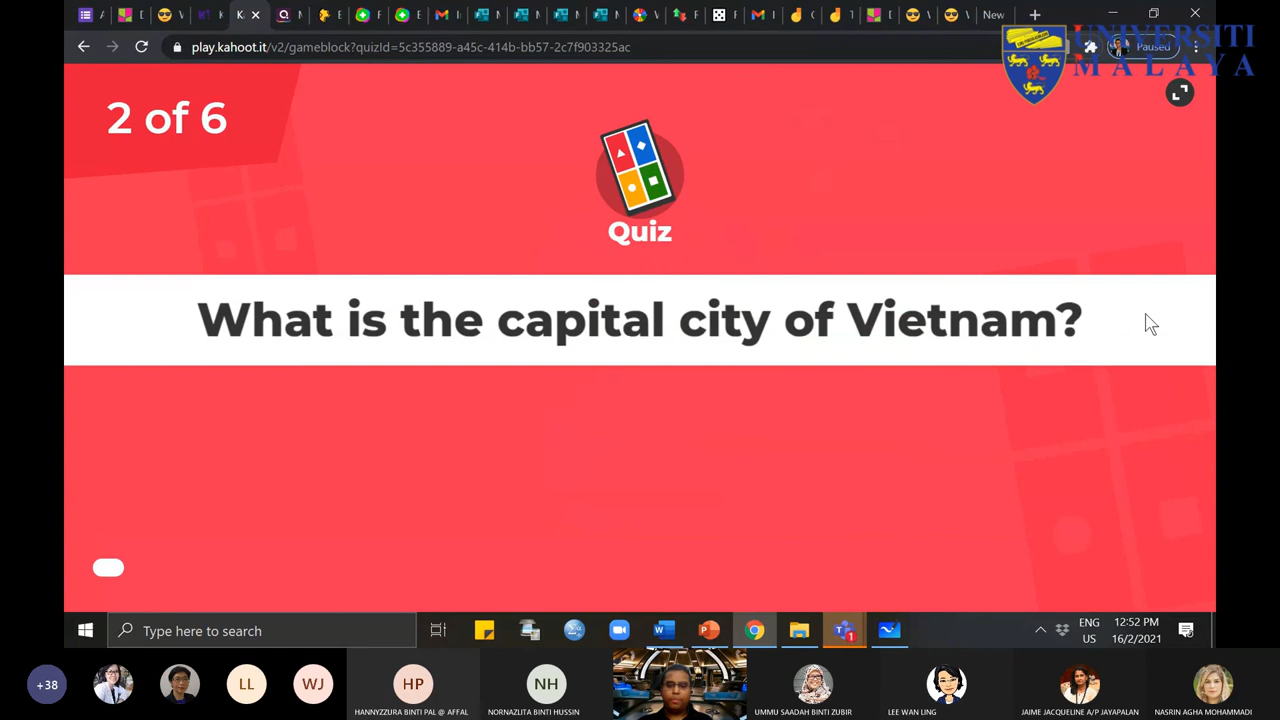 New
play.kahoot.it/v2/gameblock?quizId=5c355889-a45c-414b-bb57-2c7f903325ac
Paused
UNIVERSITI
MALAYA
2 of 6
Quiz
What is the capital city of Vietnam?
Type here to search
ENG
US
12:52 PM
16/2/2021
+38
LL
WJ
HP
NH
HANNYZZURA BINTI PAL @ AFFAL
NORNAZLITA BINTI HUSSIN
UMMU SAADAH BINTI ZUBIR
LEE WAN LING
JAIME JACQUELINE A/P JAYAPALAN
NASRIN AGHA MOHAMMADI